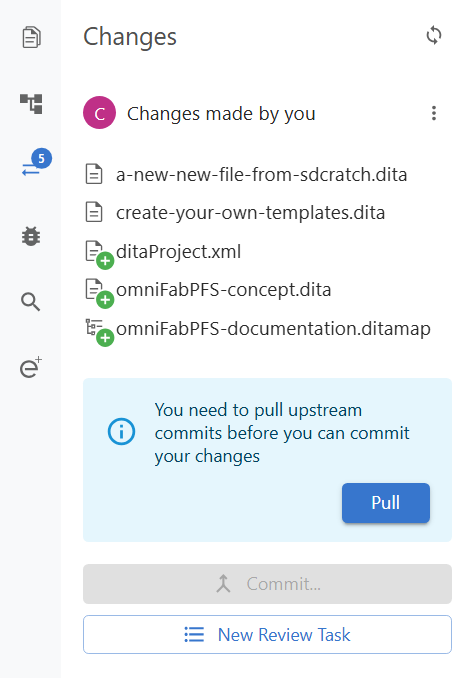 Changes
C
Changes made by you
5
a-new-new-file-from-sdcratch.dita
create-your-own-templates.dita
ditaProject.xml
omniFabPFS-concept.dita
omniFabPFS-documentation.ditamap
e+
You need to pull upstream
commits before you can commit
your changes
Pull
Commit...
New Review Task